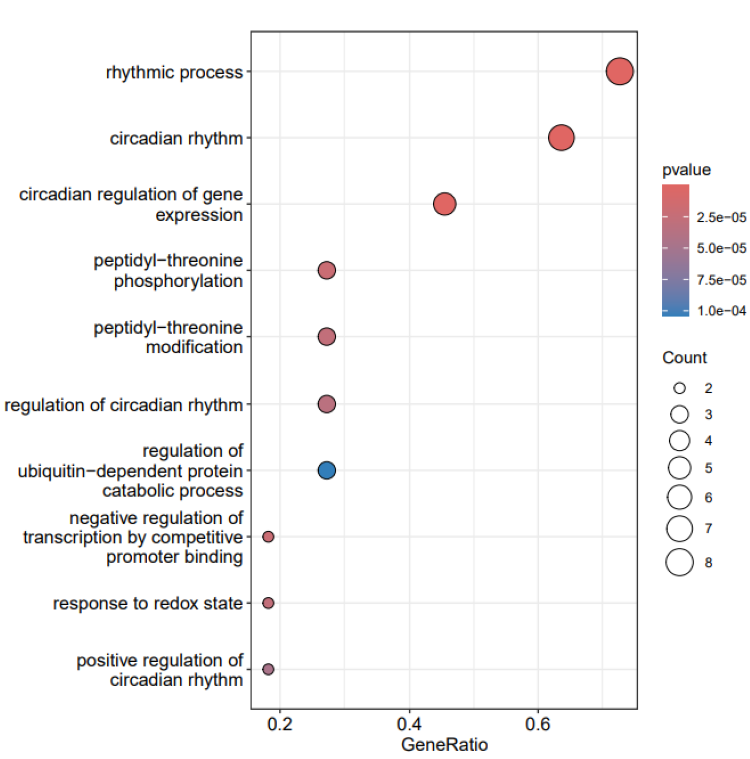 rhythmic process
circadian rhythm
circadian regulation of gene
expression
peptidyl−threonine
phosphorylation
peptidyl−threonine
modification
regulation of circadian rhythm
regulation of
ubiquitin−dependent protein
catabolic process
negative regulation of
transcription by competitive
promoter binding
response to redox state
positive regulation of
circadian rhythm
0.2 0.4 0.6
GeneRatio
pvalue
2.5e−05
5.0e−05
7.5e−05
1.0e−04
Count
2
3
4
5
6
7
8